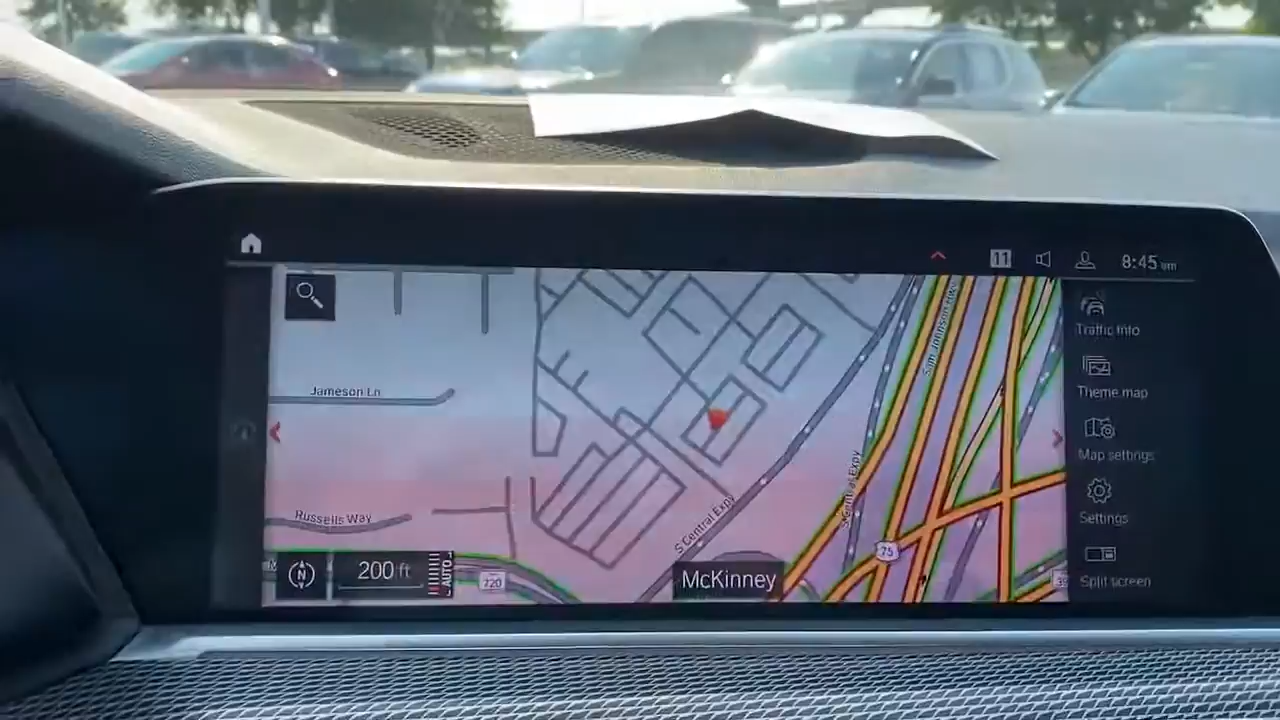 11
8:45 am
Sam Johnson Hwy
Traffic info
Jameson Ln
Theme map
Map settings
S Central Expy
Settings
Russells Way
S Central Expy
75
200 ft
AUTO
N
720
McKinney
Split screen